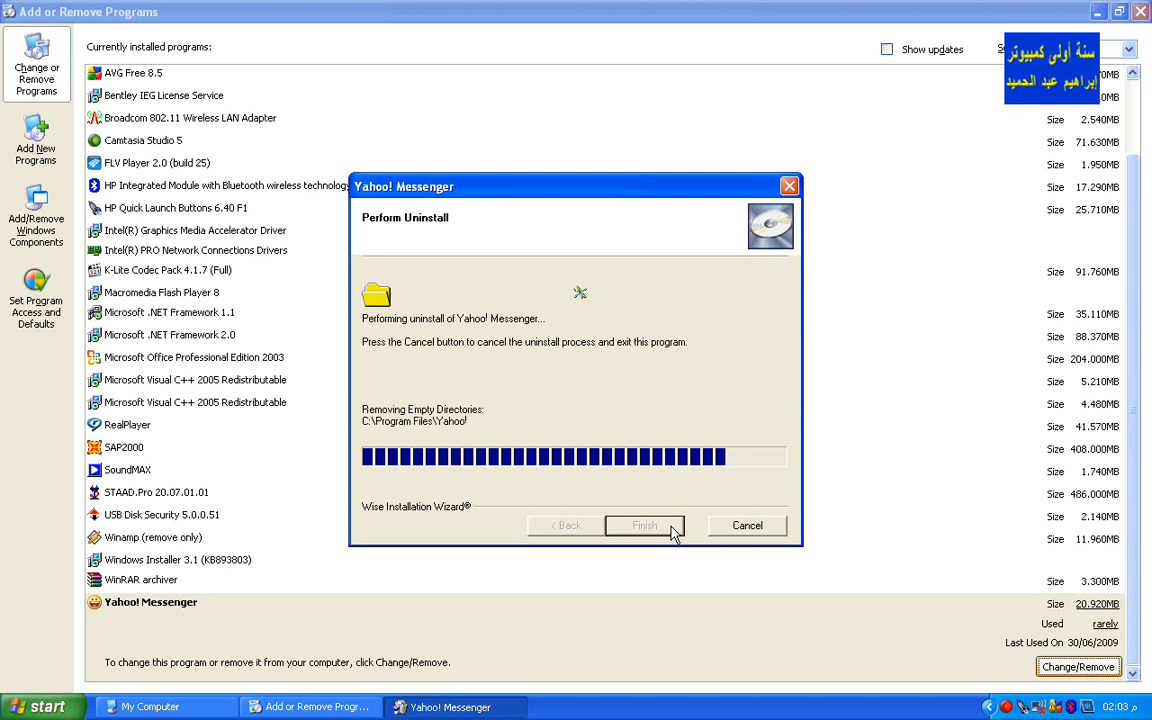 Add or Remove Programs
Change or
Remove
Programs
Add New
Programs
Add/Remove
Windows
Components
Set Program
Access and
Defaults
Currently installed programs:
Show updates
سنة أولى كمبيوتر
إبراهيم عبد الحميد
AVG Free 8.5
Bentley IEG License Service
Broadcom 802.11 Wireless LAN Adapter Size 2.540MB
Camtasia Studio 5 Size 71.630MB
FLV Player 2.0 (build 25) Size 1.950MB
HP Integrated Module with Bluetooth wireless technology Size 17.290MB
HP Quick Launch Buttons 6.40 F1 Size 25.710MB
Intel(R) Graphics Media Accelerator Driver
Intel(R) PRO Network Connections Drivers
K-Lite Codec Pack 4.1.7 (Full) Size 91.760MB
Macromedia Flash Player 8
Microsoft .NET Framework 1.1 Size 35.110MB
Microsoft .NET Framework 2.0 Size 88.370MB
Microsoft Office Professional Edition 2003 Size 204.000MB
Microsoft Visual C++ 2005 Redistributable Size 5.210MB
Microsoft Visual C++ 2005 Redistributable Size 4.480MB
RealPlayer Size 41.570MB
SAP2000 Size 408.000MB
SoundMAX Size 1.740MB
STAAD.Pro 20.07.01.01 Size 486.000MB
USB Disk Security 5.0.0.51 Size 2.140MB
Winamp (remove only) Size 11.960MB
Windows Installer 3.1 (KB893803)
WinRAR archiver Size 3.300MB
Yahoo! Messenger Size 20.920MB
Used rarely
Last Used On 30/06/2009
To change this program or remove it from your computer, click Change/Remove.
Change/Remove
Yahoo! Messenger
Perform Uninstall
Performing uninstall of Yahoo! Messenger...
Press the Cancel button to cancel the uninstall process and exit this program.
Removing Empty Directories:
C:\Program Files\Yahoo!
Wise Installation Wizard®
< Back
Finish
Cancel
start
My Computer
Add or Remove Progr...
Yahoo! Messenger
02:03 م